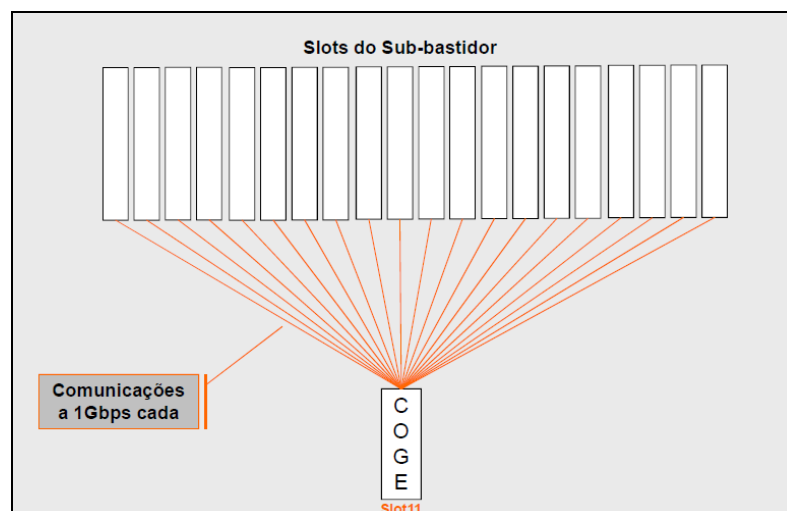 Slots do Sub-bastidor
Comunicações
a 1Gbps cada
C
O
G
E
Slot11